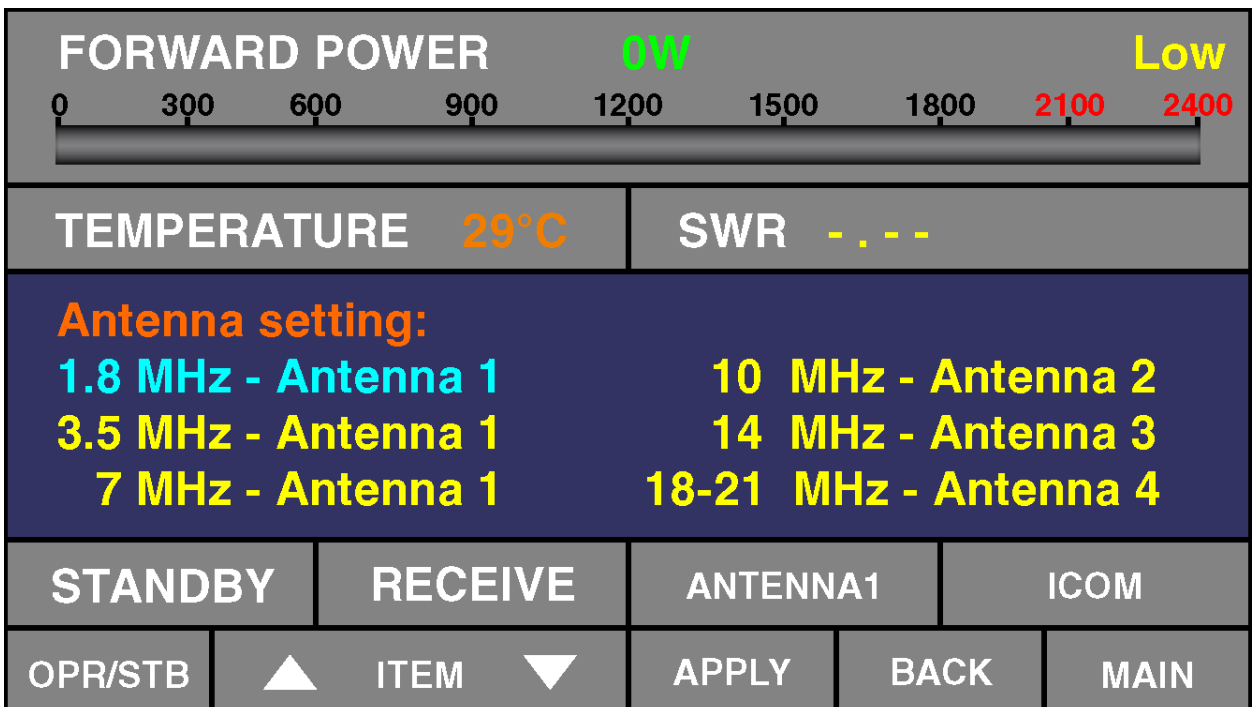 FORWARD POWER 0W Low
0 300 600 900 1200 1500 1800 2100 2400
TEMPERATURE 29°C SWR -.--
Antenna setting:
1.8 MHz - Antenna 1 10 MHz - Antenna 2
3.5 MHz - Antenna 1 14 MHz - Antenna 3
7 MHz - Antenna 1 18-21 MHz - Antenna 4
STANDBY RECEIVE ANTENNA1 ICOM
OPR/STB ITEM APPLY BACK MAIN